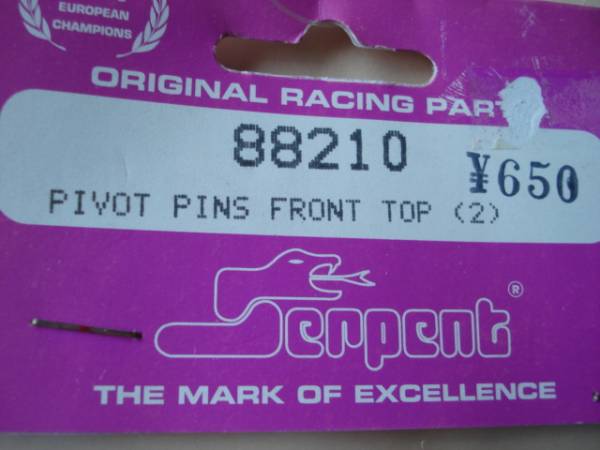 EUROPEAN
CHAMPIONS
ORIGINAL RACING PART
88210
¥650
PIVOT PINS FRONT TOP (2)
Serpent®
THE MARK OF EXCELLENCE